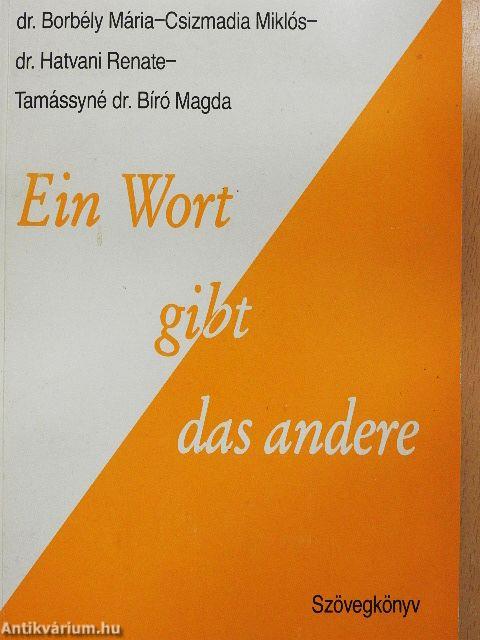 dr. Borbély Mária–Csizmadia Miklós–
dr. Hatvani Renate–
Tamássyné dr. Bíró Magda
Ein Wort
gibt
das andere
Szövegkönyv
Antikvárium.hu